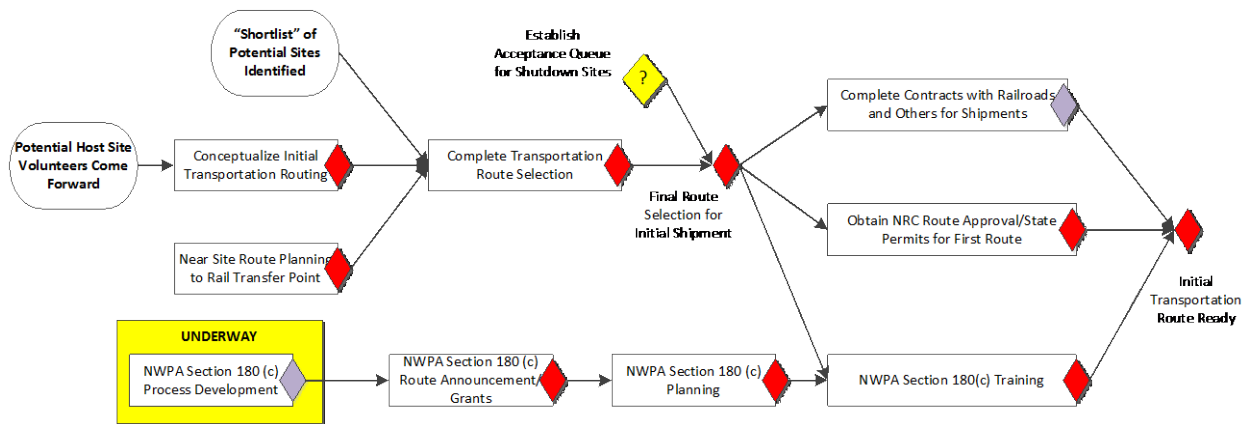 “Shortlist” of
Potential Sites
Identified
Establish
Acceptance Queue
for Shutdown Sites
?
Complete Contracts with Railroads
and Others for Shipments
Potential Host Site
Volunteers Come
Forward
Conceptualize Initial
Transportation Routing
Complete Transportation
Route Selection
Final Route
Selection for
Initial Shipment
Obtain NRC Route Approval/State
Permits for First Route
Near Site Route Planning
to Rail Transfer Point
Initial
Transportation
Route Ready
UNDERWAY
NWPA Section 180 (c)
Process Development
NWPA Section 180 (c)
Route Announcement/
Grants
NWPA Section 180 (c)
Planning
NWPA Section 180(c) Training